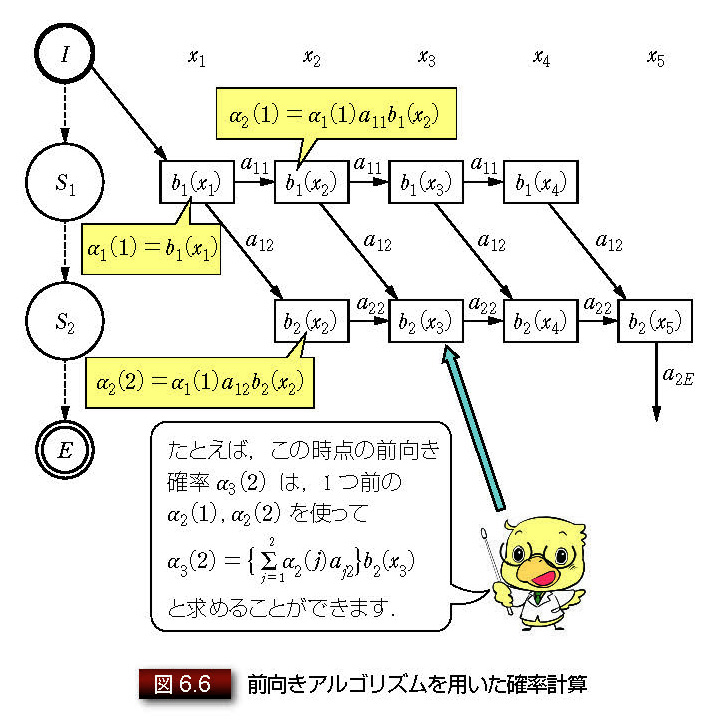 I x₁ x₂ x₃ x₄ x₅
α₂(1)=α₁(1)a₁₁b₁(x₂)
S₁ b₁(x₁) a₁₁ b₁(x₂) a₁₁ b₁(x₃) a₁₁ b₁(x₄)
α₁(1)=b₁(x₁) a₁₂ a₁₂ a₁₂ a₁₂
S₂ b₂(x₂) a₂₂ b₂(x₃) a₂₂ b₂(x₄) a₂₂ b₂(x₅)
α₂(2)=α₁(1)a₁₂b₂(x₂) a₂E
E
たとえば，この時点の前向き
確率 α₃(2) は，1つ前の
α₂(1), α₂(2) を使って
α₃(2)={∑_{j=1}^{2} α₂(j)a_{j2}}b₂(x₃)
と求めることができます．
図 6.6 前向きアルゴリズムを用いた確率計算